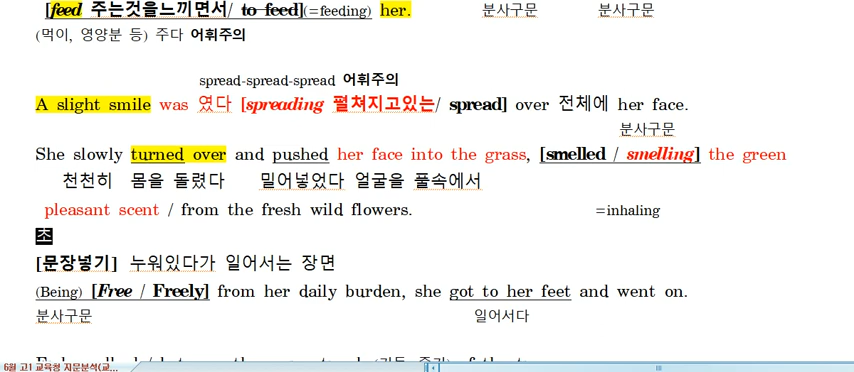 [feed 주는것을느끼면서/ to feed](=feeding) her. 분사구문 분사구문
(먹이, 영양분 등) 주다 어휘주의
spread-spread-spread 어휘주의
A slight smile was 였다 [spreading 펼쳐지고있는/ spread] over 전체에 her face.
분사구문
She slowly turned over and pushed her face into the grass, [smelled / smelling] the green
천천히 몸을 돌렸다 밀어넣었다 얼굴을 풀속에서
pleasant scent / from the fresh wild flowers. =inhaling
초
[문장넣기] 누워있다가 일어서는 장면
(Being) [Free / Freely] from her daily burden, she got to her feet and went on.
분사구문 일어서다
6월 고1 교육청 지문분석(교...